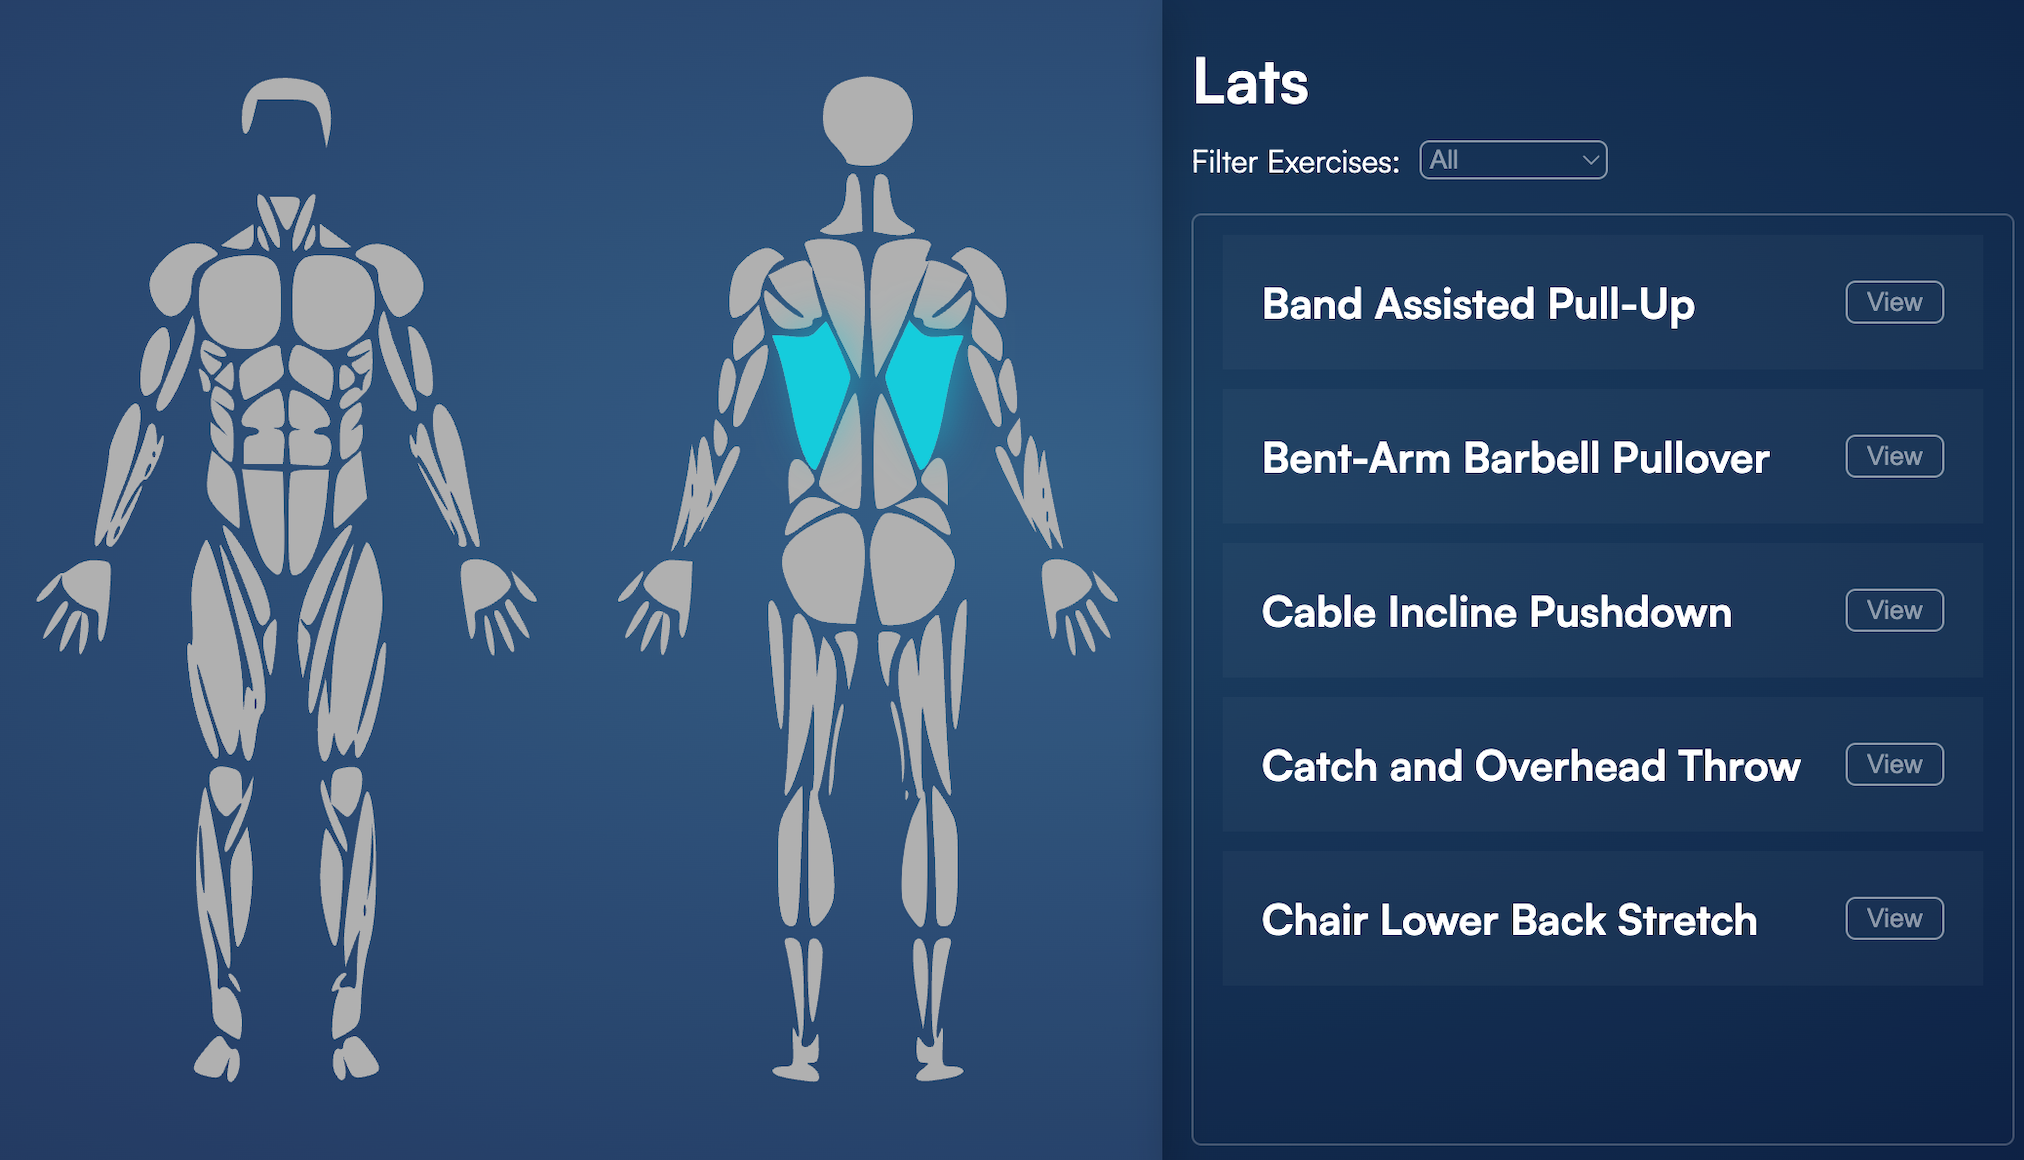 Lats
Filter Exercises: All
Band Assisted Pull-Up View
Bent-Arm Barbell Pullover View
Cable Incline Pushdown View
Catch and Overhead Throw View
Chair Lower Back Stretch View